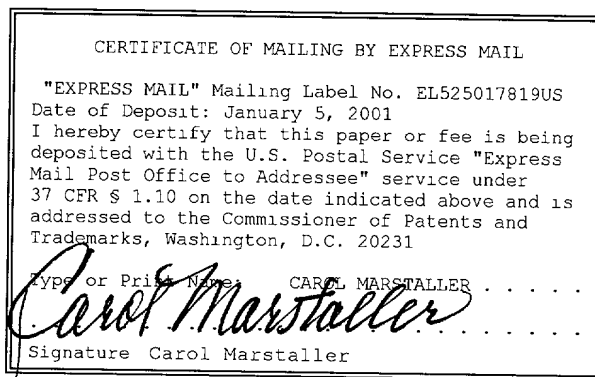 CERTIFICATE OF MAILING BY EXPRESS MAIL
"EXPRESS MAIL" Mailing Label No. EL525017819US
Date of Deposit: January 5, 2001
I hereby certify that this paper or fee is being
deposited with the U.S. Postal Service "Express
Mail Post Office to Addressee" service under
37 CFR § 1.10 on the date indicated above and is
addressed to the Commissioner of Patents and
Trademarks, Washington, D.C. 20231
Type or Print Name: CAROL MARSTALLER . . . . .
Carol Marstaller . . . . . . .
Signature Carol Marstaller